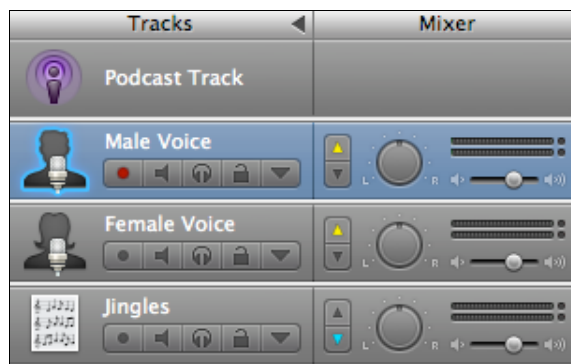 Tracks Mixer
Podcast Track
Male Voice
L R
Female Voice
L R
Jingles
L R